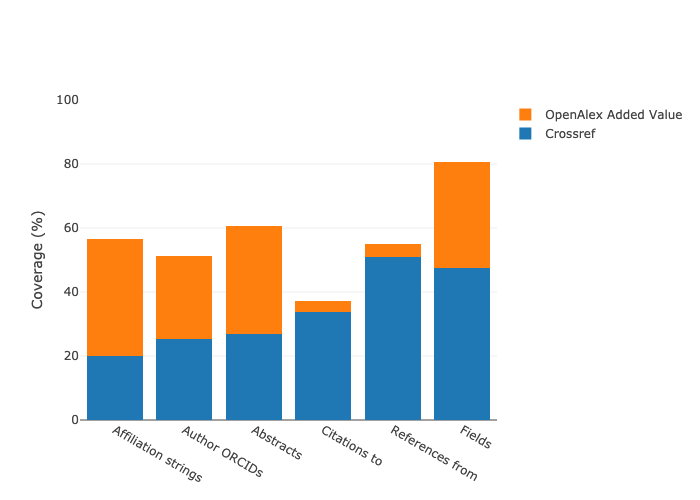 OpenAlex Added Value
Crossref
Coverage (%)
100
80
60
40
20
0
Affiliation strings
Author ORCIDs
Abstracts
Citations to
References from
Fields